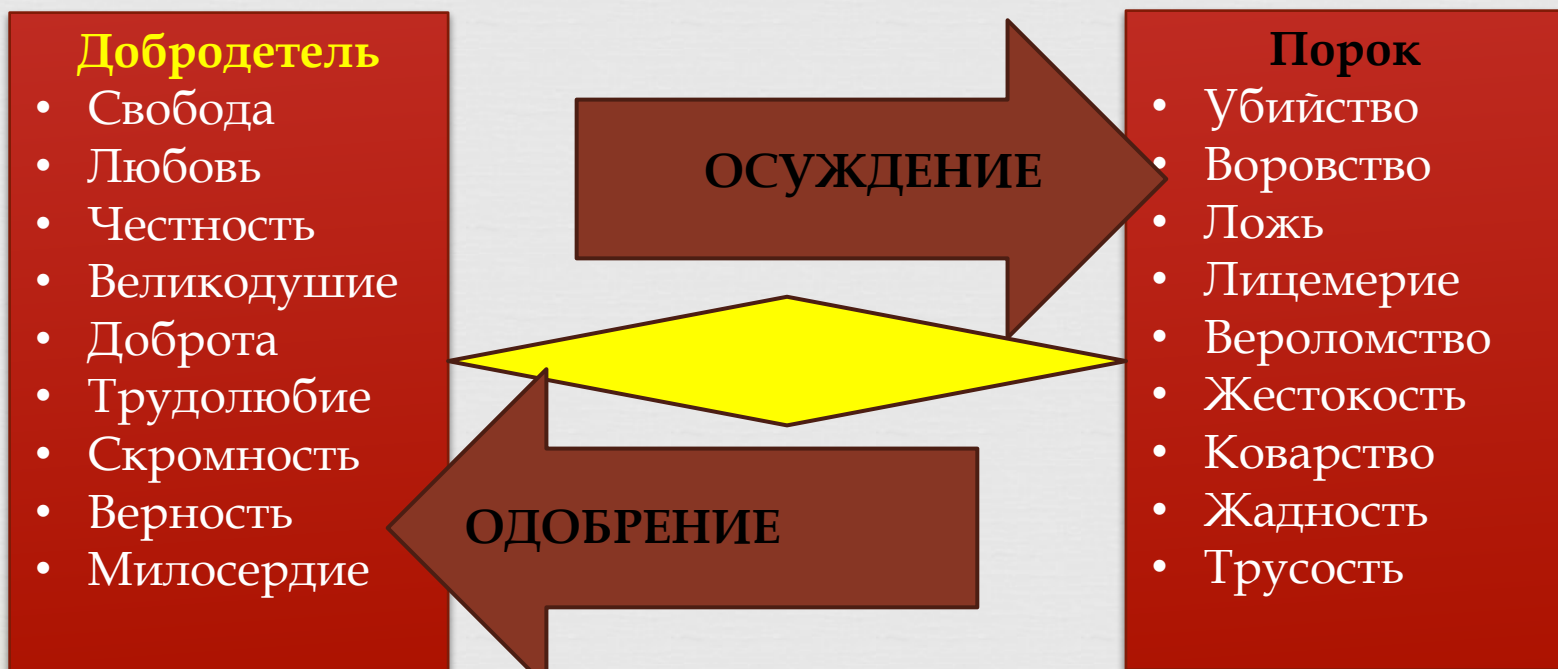 Добродетель
• Свобода
• Любовь
• Честность
• Великодушие
• Доброта
• Трудолюбие
• Скромность
• Верность
• Милосердие
ОСУЖДЕНИЕ
ОДОБРЕНИЕ
Порок
• Убийство
• Воровство
• Ложь
• Лицемерие
• Вероломство
• Жестокость
• Коварство
• Жадность
• Трусость